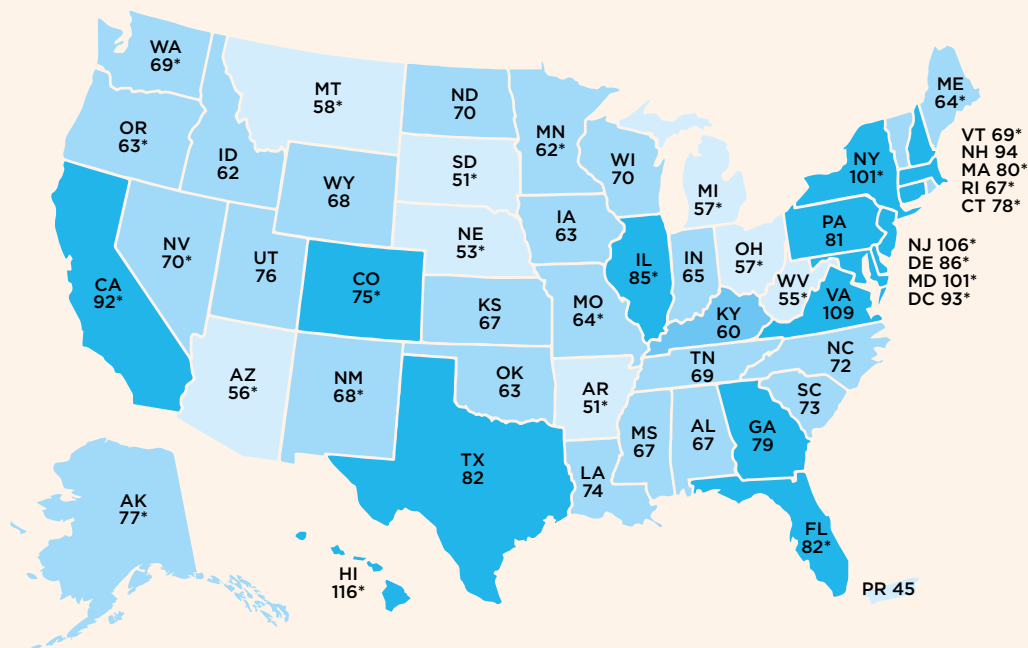 WA
69*
MT
58*
ND
70
MN
62*
ME
64*
OR
63*
ID
62
SD
51*
WI
70
NY
101*
VT 69*
NH 94
MA 80*
RI 67*
CT 78*
WY
68
MI
57*
NV
70*
UT
76
NE
53*
IA
63
PA
81
NJ 106*
DE 86*
MD 101*
DC 93*
CA
92*
CO
75*
IL
85*
IN
65
OH
57*
WV
55*
VA
109
KS
67
MO
64*
KY
60
AZ
56*
NM
68*
OK
63
AR
51*
TN
69
NC
72
SC
73
TX
82
LA
74
MS
67
AL
67
GA
79
AK
77*
HI
116*
FL
82*
PR 45